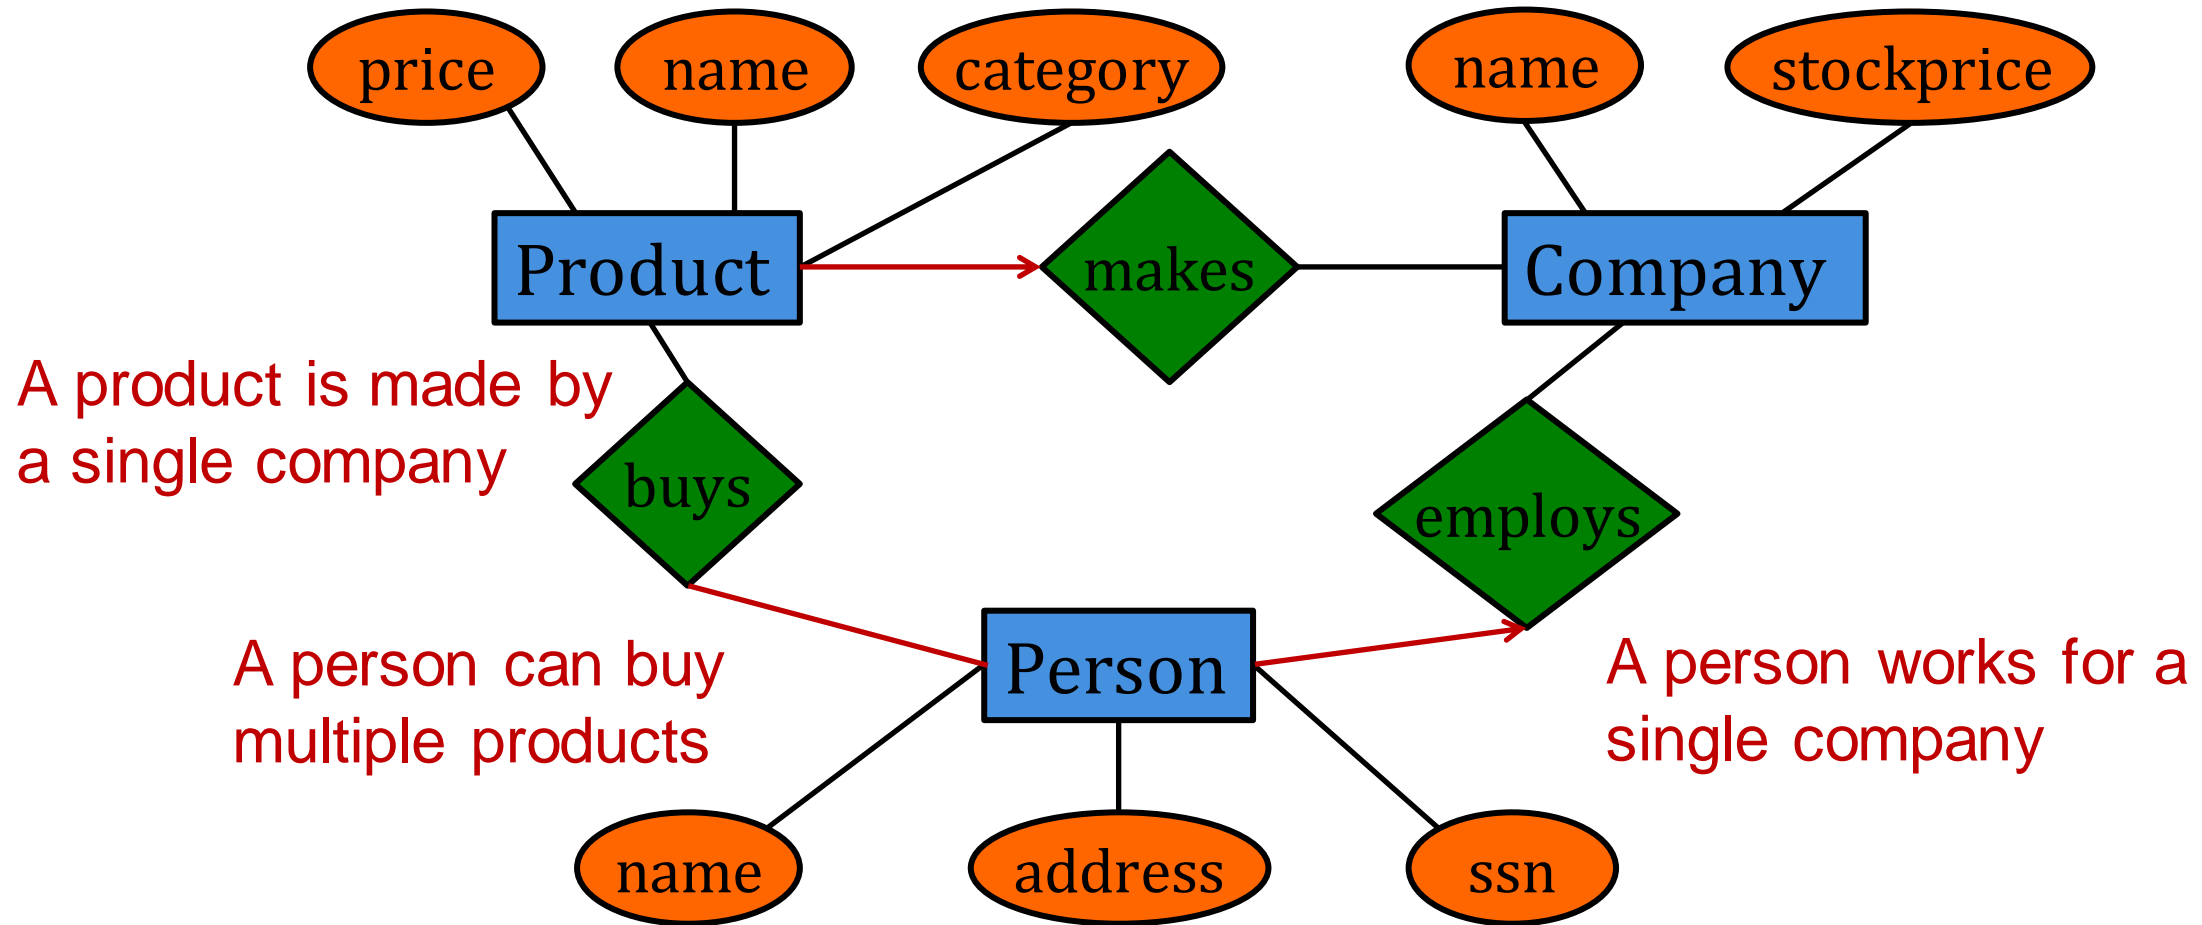 price
name
category
name
stockprice
Product
makes
Company
A product is made by
a single company
buys
employs
A person can buy
multiple products
Person
A person works for a
single company
name
address
ssn